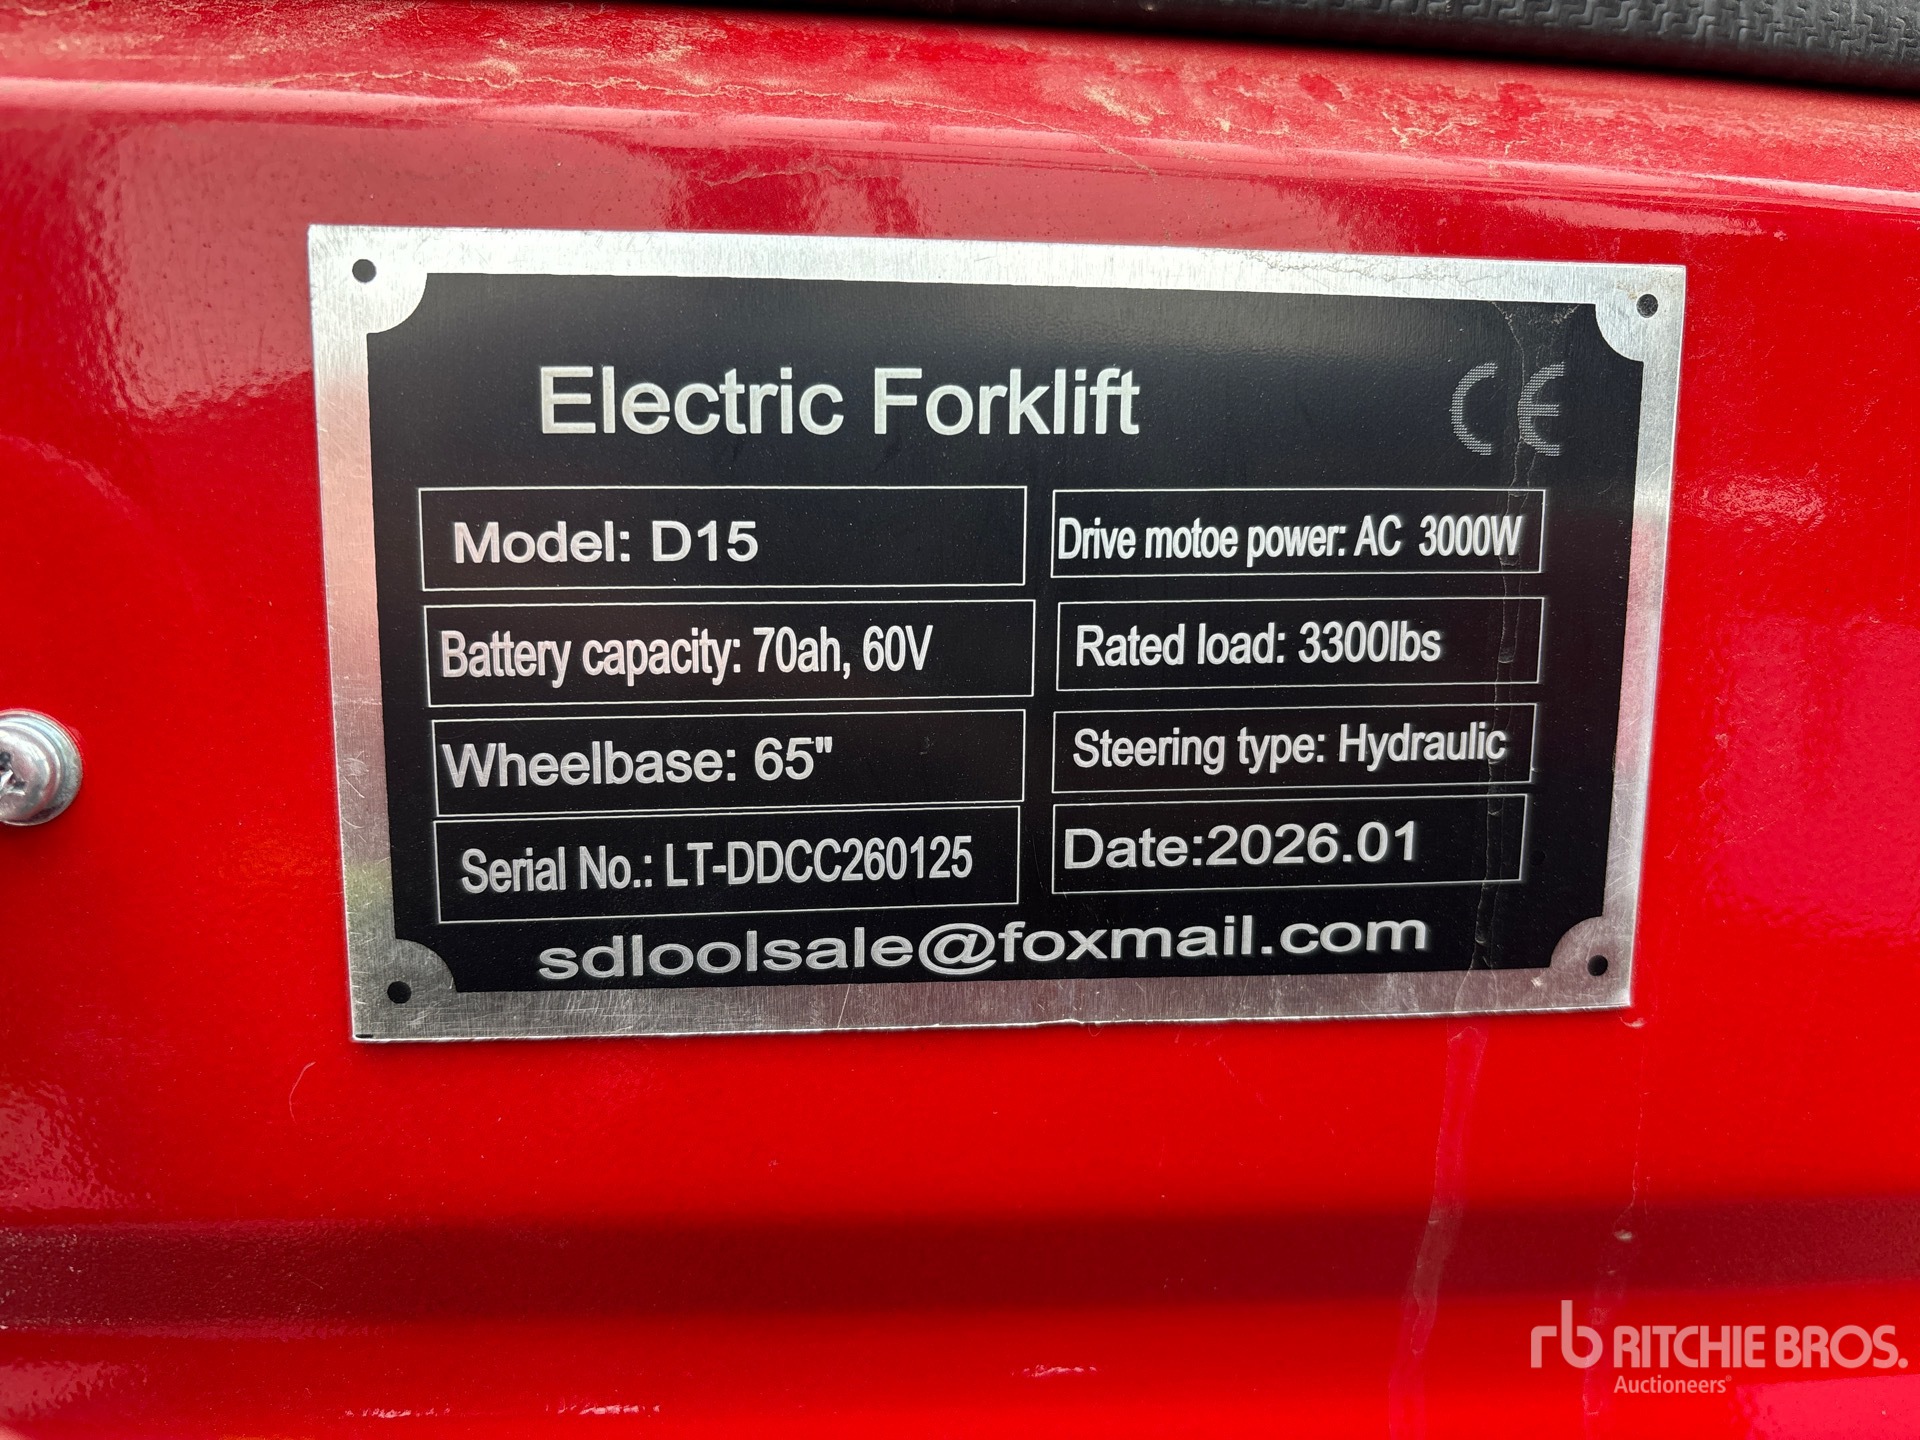 Electric Forklift
CE
Model: D15
Drive motoe power: AC 3000W
Battery capacity: 70ah, 60V
Rated load: 3300lbs
Wheelbase: 65"
Steering type: Hydraulic
Serial No.: LT-DDCC260125
Date:2026.01
sdloolsale@foxmail.com
rb RITCHIE BROS.
Auctioneers